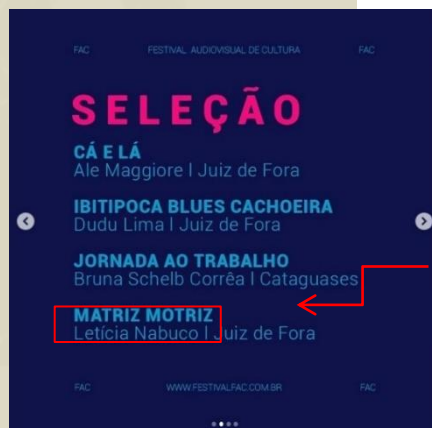 FAC FESTIVAL AUDIOVISUAL DE CULTURA FAC
SELEÇÃO
CÁ E LÁ
Ale Maggiore | Juiz de Fora
IBITIPOCA BLUES CACHOEIRA
Dudu Lima | Juiz de Fora
JORNADA AO TRABALHO
Bruna Schelb Corrêa | Cataguases
MATRIZ MOTRIZ
Letícia Nabuco | Juiz de Fora
FAC WWW.FESTIVALFAC.COM.BR FAC